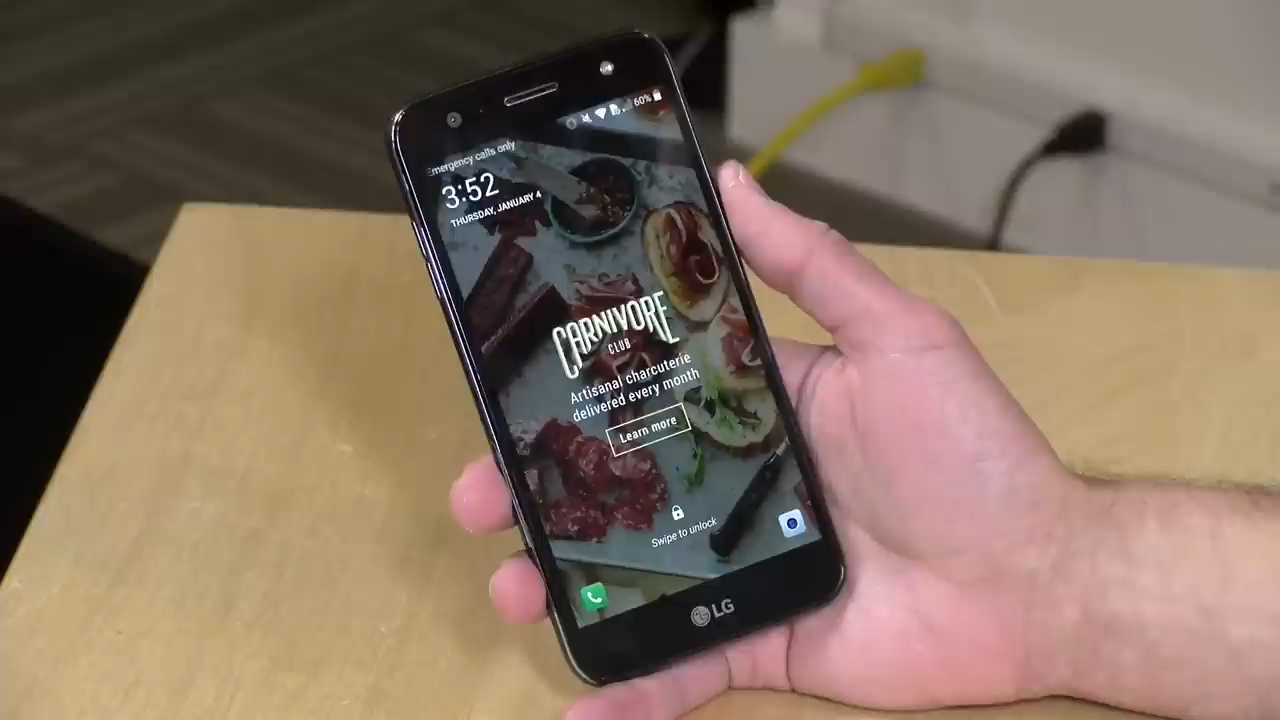 60%
Emergency calls only
3:52
THURSDAY, JANUARY 4
CARNIVORE
CLUB
Artisanal charcuterie
delivered every month
Learn more
Swipe to unlock
LG